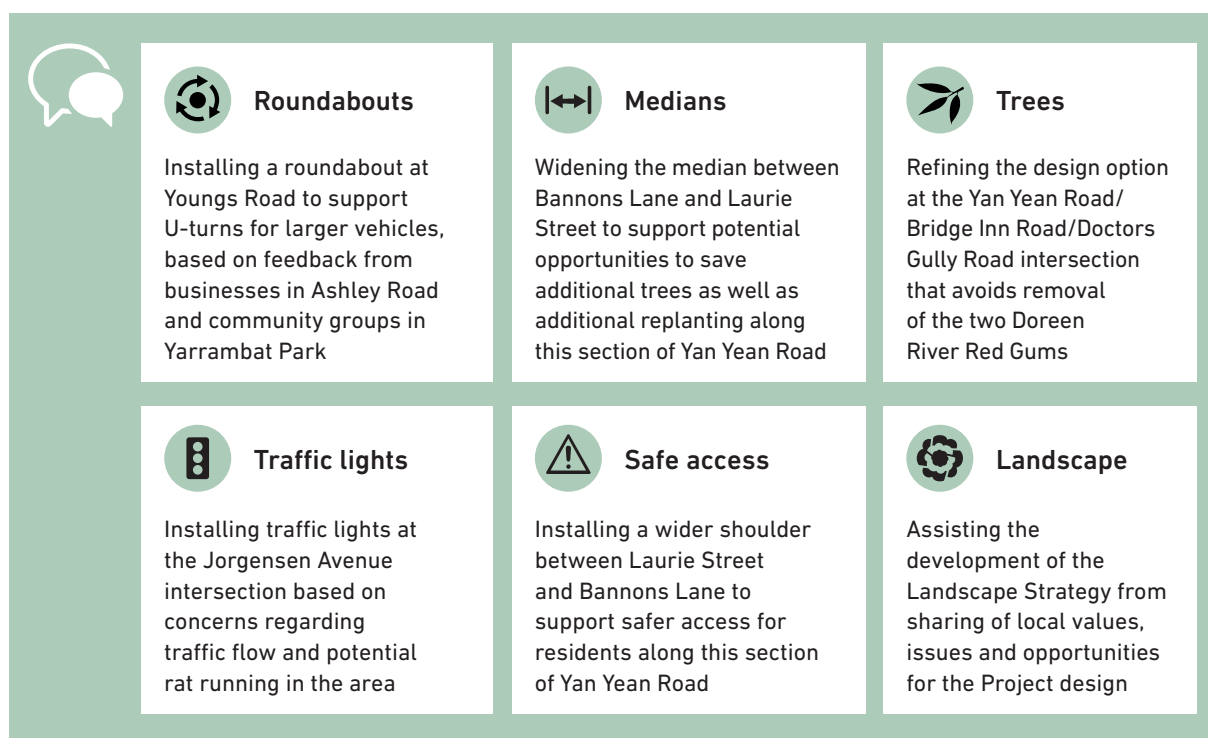 Roundabouts
Installing a roundabout at
Youngs Road to support
U-turns for larger vehicles,
based on feedback from
businesses in Ashley Road
and community groups in
Yarrambat Park
Medians
Widening the median between
Bannons Lane and Laurie
Street to support potential
opportunities to save
additional trees as well as
additional replanting along
this section of Yan Yean Road
Trees
Refining the design option
at the Yan Yean Road/
Bridge Inn Road/Doctors
Gully Road intersection
that avoids removal
of the two Doreen
River Red Gums
Traffic lights
Installing traffic lights at
the Jorgensen Avenue
intersection based on
concerns regarding
traffic flow and potential
rat running in the area
Safe access
Installing a wider shoulder
between Laurie Street
and Bannons Lane to
support safer access for
residents along this section
of Yan Yean Road
Landscape
Assisting the
development of the
Landscape Strategy from
sharing of local values,
issues and opportunities
for the Project design